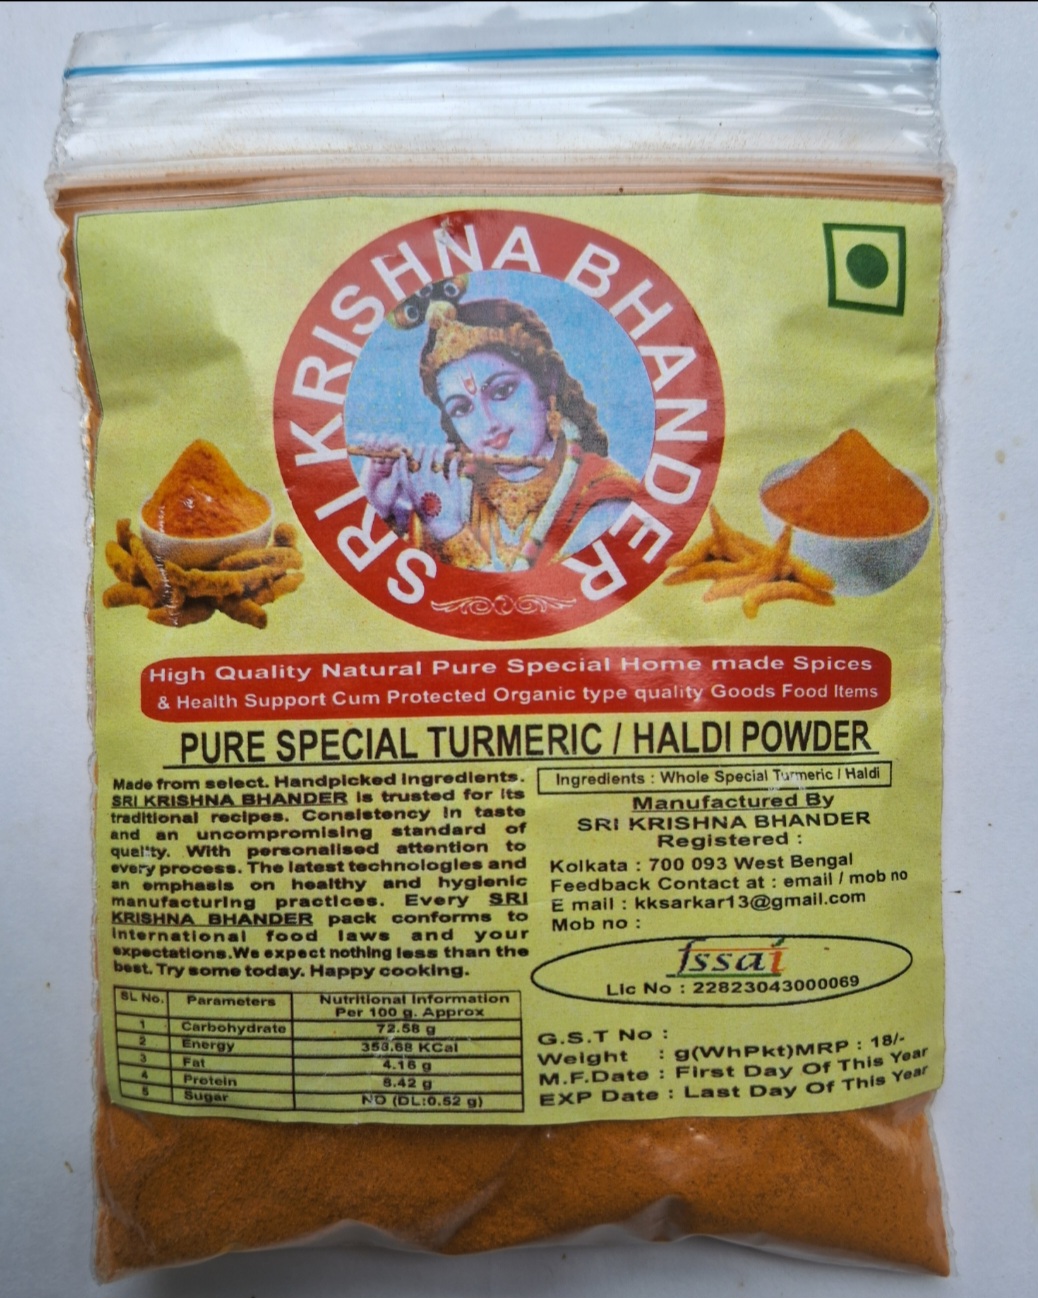 SRI KRISHNA BHANDER
High Quality Natural Pure Special Home made Spices
& Health Support Cum Protected Organic type quality Goods Food Items
PURE SPECIAL TURMERIC / HALDI POWDER
Made from select. Handpicked ingredients.
SRI KRISHNA BHANDER is trusted for its
traditional recipes. Consistency in taste
and an uncompromising standard of
quality. With personalised attention to
every process. The latest technologies and
an emphasis on healthy and hygienic
manufacturing practices. Every SRI
KRISHNA BHANDER pack conforms to
international food laws and your
expectations.We expect nothing less than the
best. Try some today. Happy cooking.
SL No. Parameters Nutritional Information
Per 100 g. Approx
1 Carbohydrate 72.58 g
2 Energy 353.68 KCal
3 Fat 4.16 g
4 Protein 6.42 g
5 Sugar ND (DL:0.52 g)
Ingredients : Whole Special Turmeric / Haldi
Manufactured By
SRI KRISHNA BHANDER
Registered :
Kolkata : 700 093 West Bengal
Feedback Contact at : email / mob no
E mail : kksarkar13@gmail.com
Mob no :
fssai
Lic No : 22823043000069
G.S.T No :
Weight : g(WhPkt)MRP : 18/-
M.F.Date : First Day Of This Year
EXP Date : Last Day Of This Year